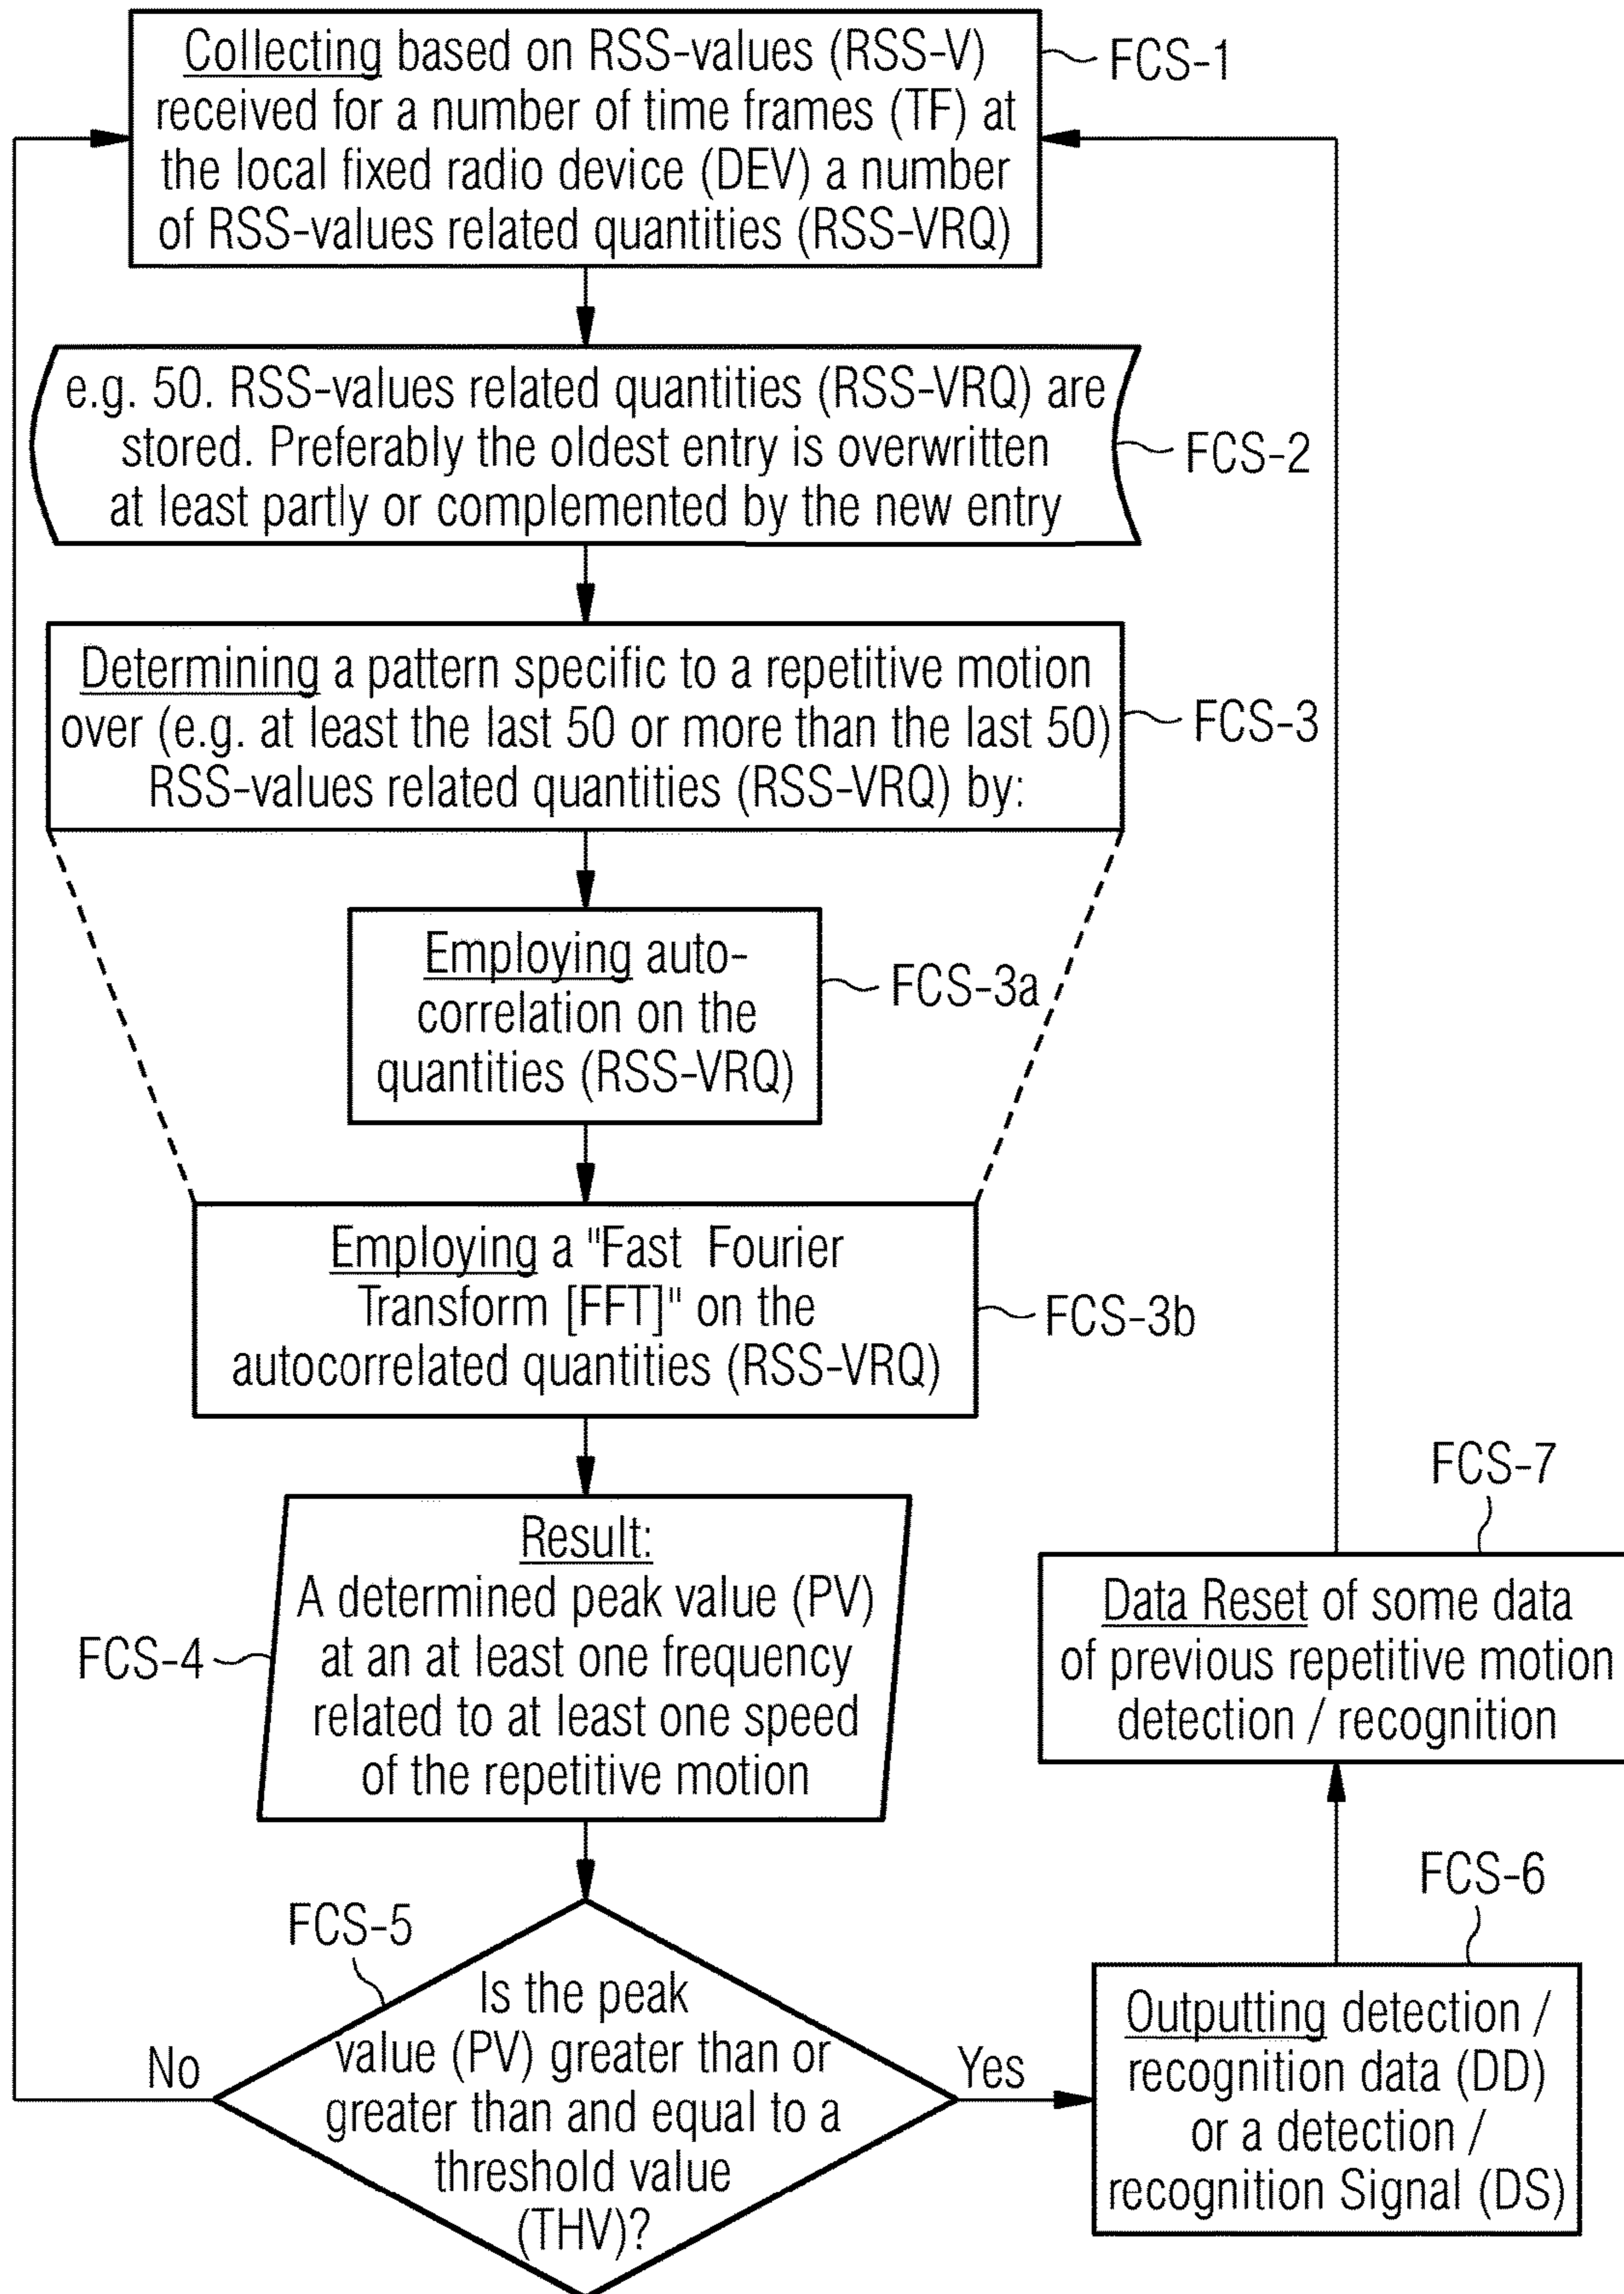 Collecting based on RSS-values (RSS-V)
received for a number of time frames (TF) at
the local fixed radio device (DEV) a number
of RSS-values related quantities (RSS-VRQ)
FCS-1
e.g. 50. RSS-values related quantities (RSS-VRQ) are
stored. Preferably the oldest entry is overwritten
at least partly or complemented by the new entry
FCS-2
Determining a pattern specific to a repetitive motion
over (e.g. at least the last 50 or more than the last 50)
RSS-values related quantities (RSS-VRQ) by:
FCS-3
Employing auto-
correlation on the
quantities (RSS-VRQ)
FCS-3a
Employing a "Fast Fourier
Transform [FFT]" on the
autocorrelated quantities (RSS-VRQ)
FCS-3b
Result:
A determined peak value (PV)
at an at least one frequency
related to at least one speed
of the repetitive motion
FCS-4
FCS-5
Is the peak
value (PV) greater than or
greater than and equal to a
threshold value
(THV)?
No
Yes
FCS-6
Outputting detection /
recognition data (DD)
or a detection /
recognition Signal (DS)
FCS-7
Data Reset of some data
of previous repetitive motion
detection / recognition